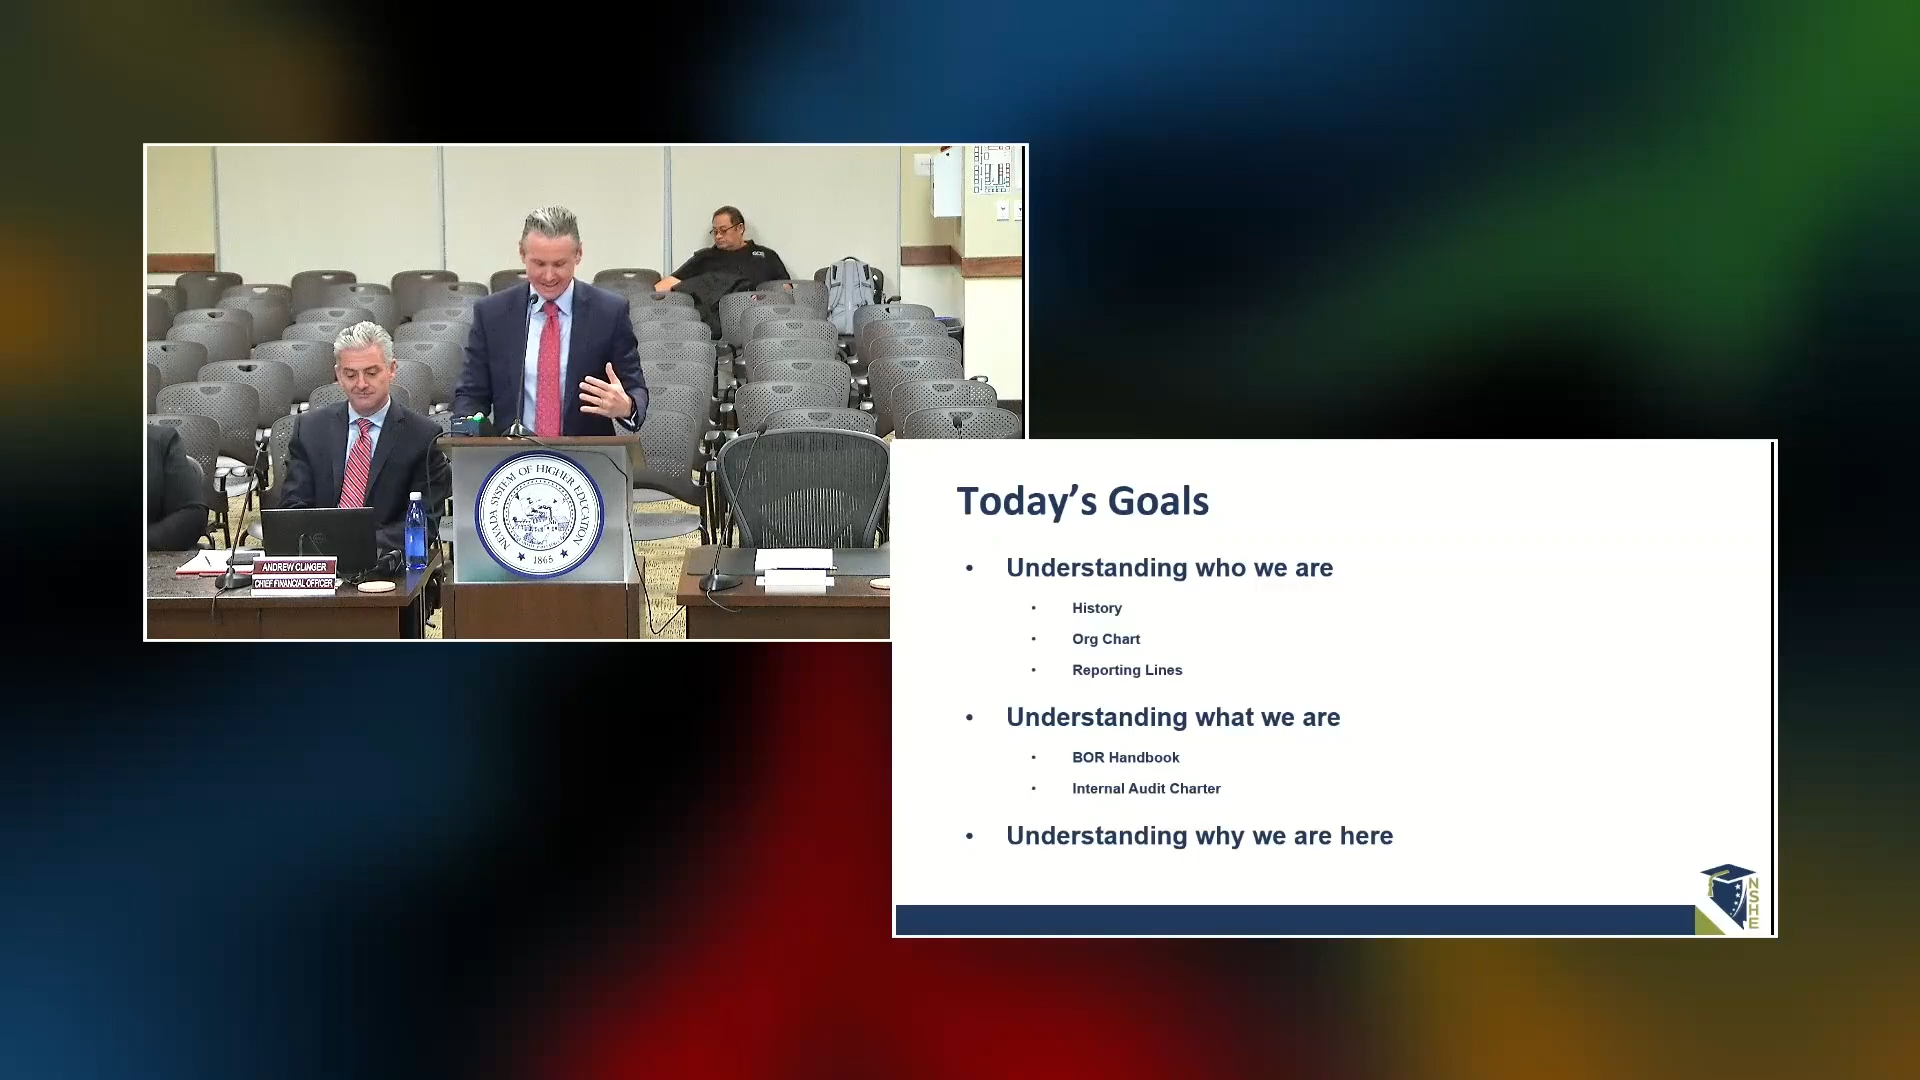 NEVADA SYSTEM OF HIGHER EDUCATION
1865
ANDREW CLINGER
CHIEF FINANCIAL OFFICER
Today's Goals
• Understanding who we are
• History
• Org Chart
• Reporting Lines
• Understanding what we are
• BOR Handbook
• Internal Audit Charter
• Understanding why we are here
NSHE